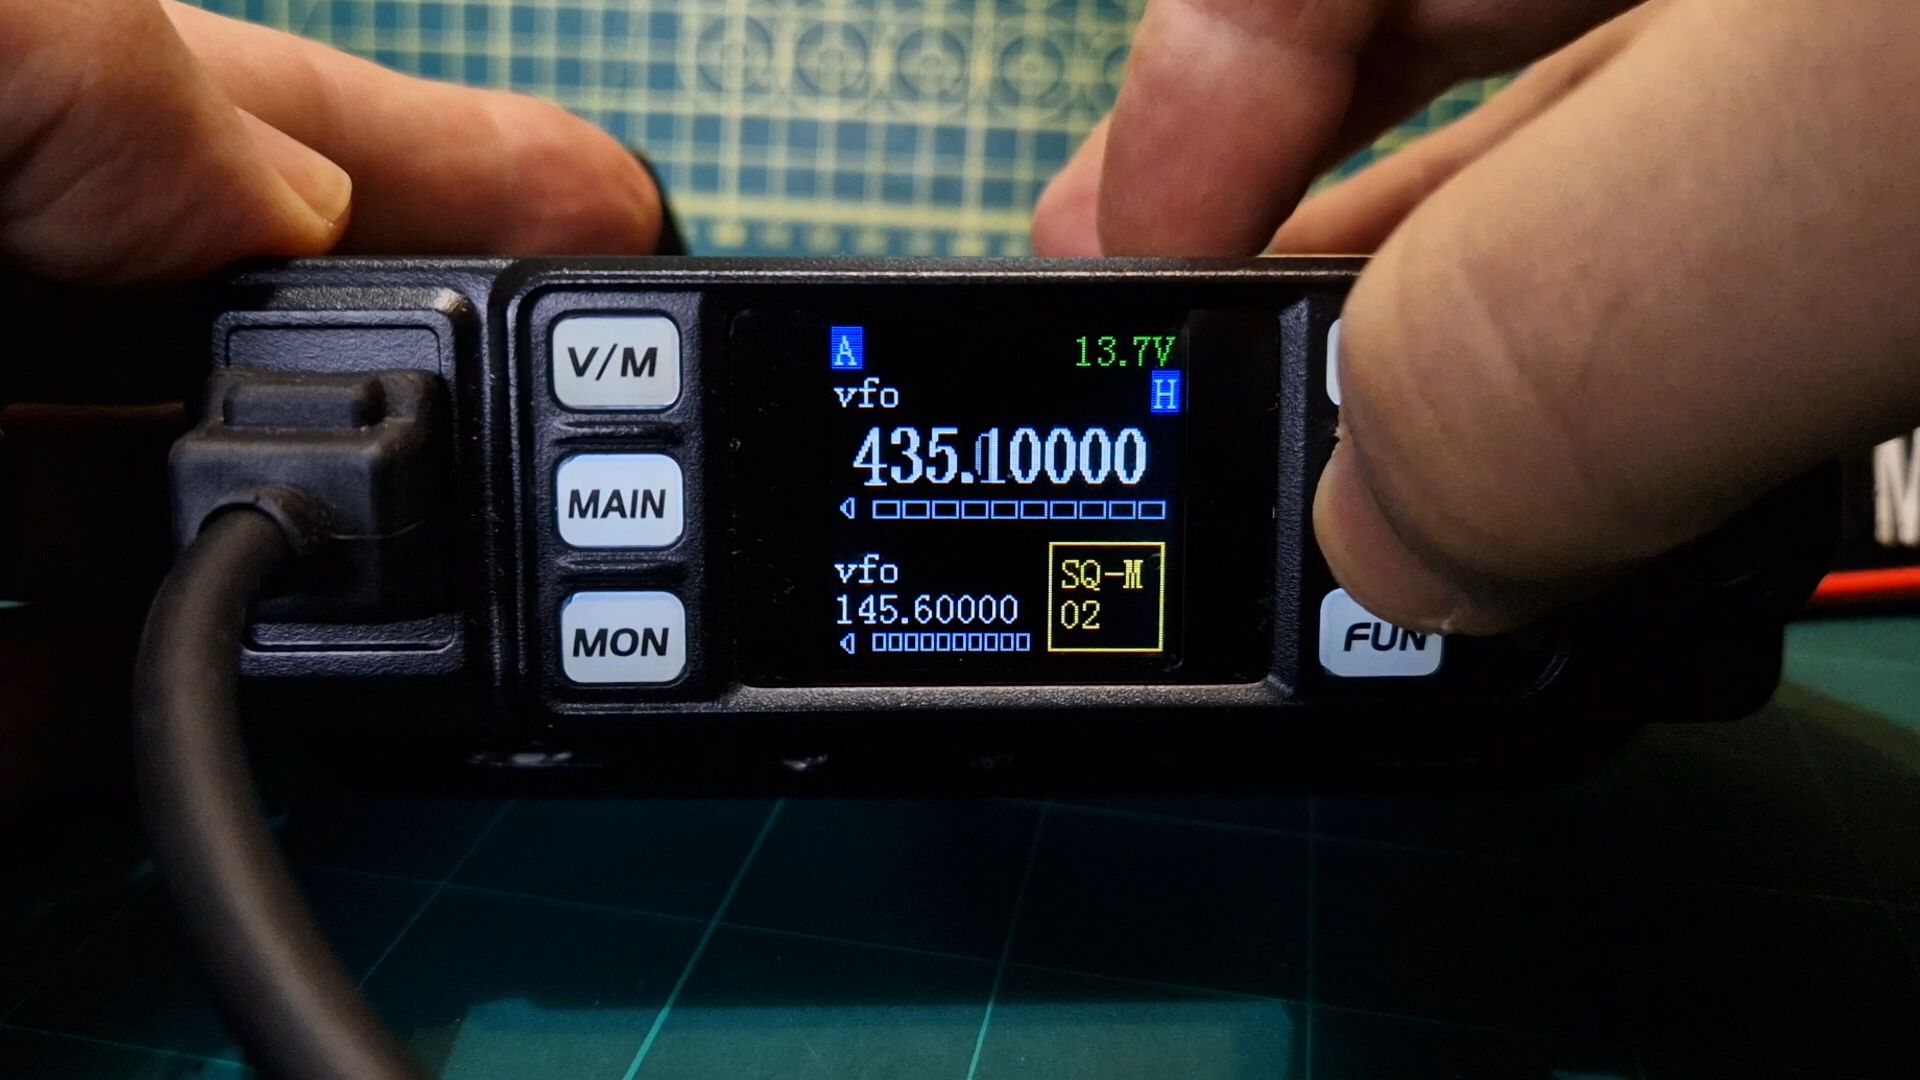 V/M
MAIN
MON
A
13.7V
vfo
H
435.10000
vfo
145.60000
SQ-M
02
FUN
M